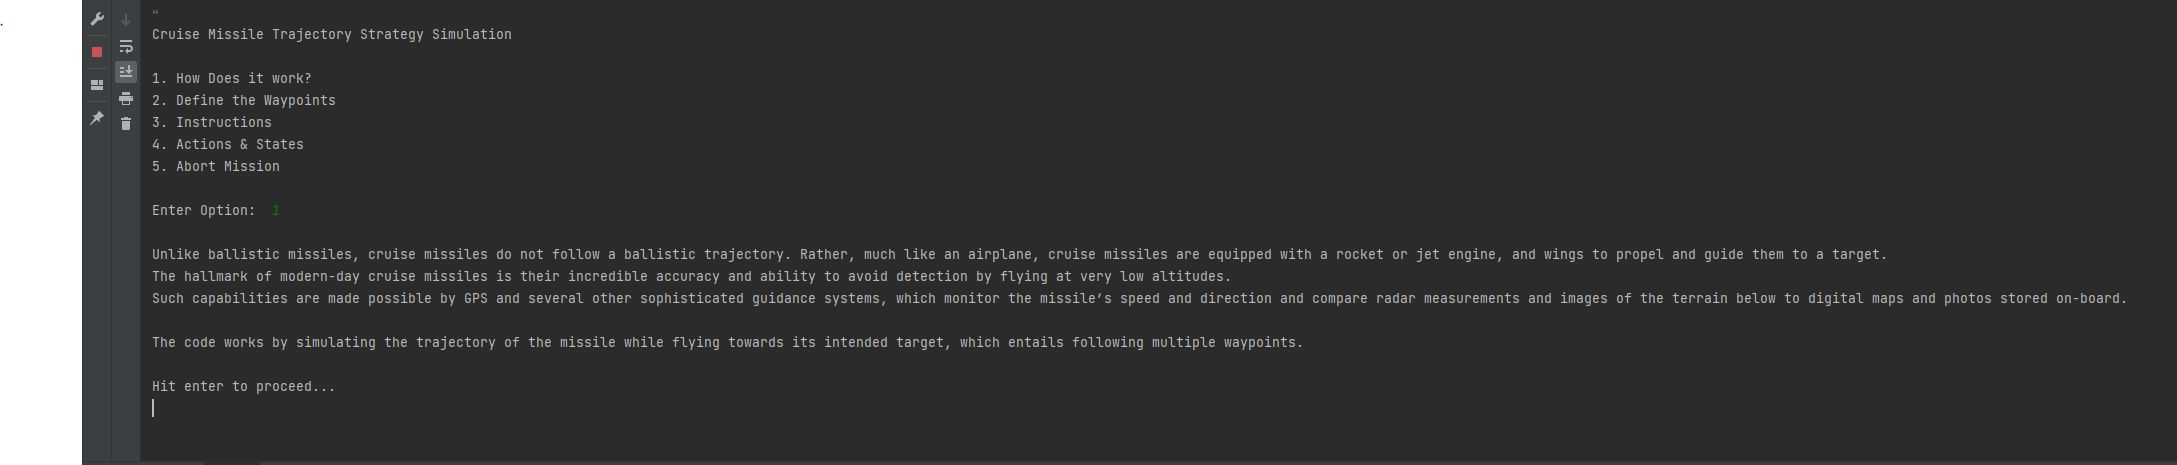 Cruise Missile Trajectory Strategy Simulation
1. How Does it work?
2. Define the Waypoints
3. Instructions
4. Actions & States
5. Abort Mission
Enter Option: 1
Unlike ballistic missiles, cruise missiles do not follow a ballistic trajectory. Rather, much like an airplane, cruise missiles are equipped with a rocket or jet engine, and wings to propel and guide them to a target.
The hallmark of modern-day cruise missiles is their incredible accuracy and ability to avoid detection by flying at very low altitudes.
Such capabilities are made possible by GPS and several other sophisticated guidance systems, which monitor the missile’s speed and direction and compare radar measurements and images of the terrain below to digital maps and photos stored on-board.
The code works by simulating the trajectory of the missile while flying towards its intended target, which entails following multiple waypoints.
Hit enter to proceed...